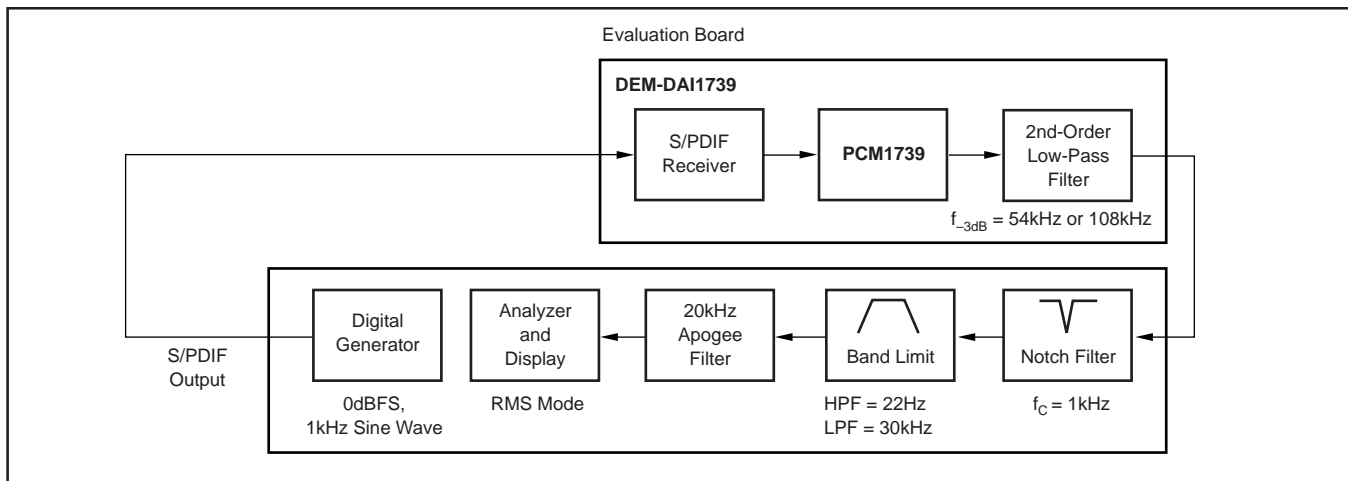 Evaluation Board
DEM-DAI1739
S/PDIF
Receiver
PCM1739
2nd-Order
Low-Pass
Filter
f–3dB = 54kHz or 108kHz
S/PDIF
Output
Digital
Generator
0dBFS,
1kHz Sine Wave
Analyzer
and
Display
RMS Mode
20kHz
Apogee
Filter
Band Limit
HPF = 22Hz
LPF = 30kHz
Notch Filter
fC = 1kHz